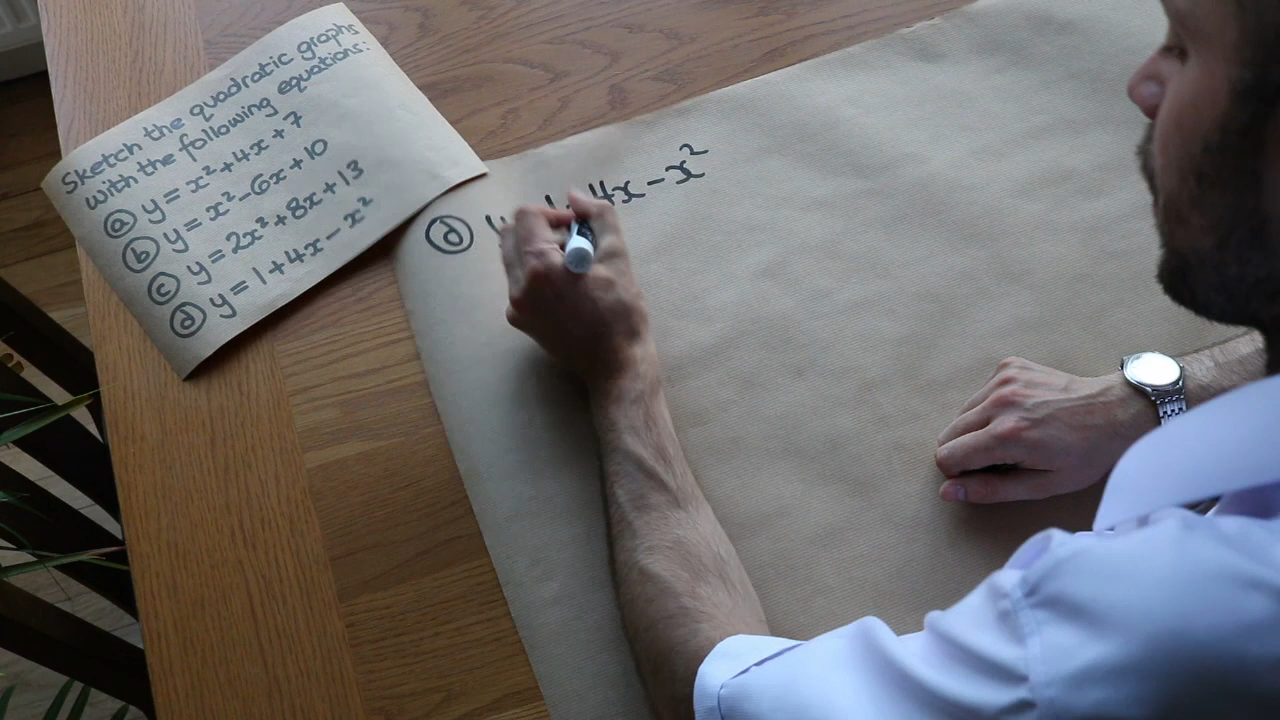 Sketch the quadratic graphs
with the following equations:
ⓐ y = x² + 4x + 7
ⓑ y = x² - 6x + 10
ⓒ y = 2x² + 8x + 13
ⓓ y = 1 + 4x - x²
ⓓ 4x - x²